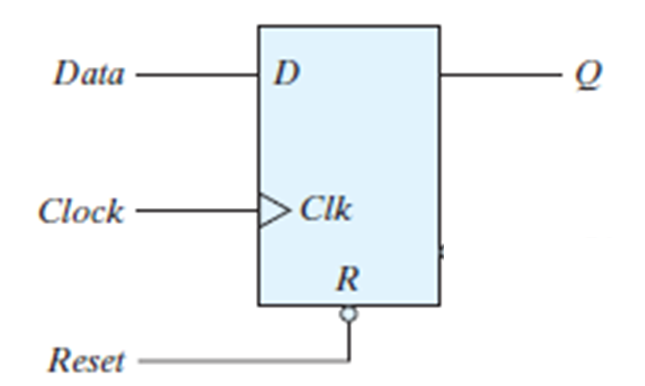 Data D Q
Clock Clk
R
Reset